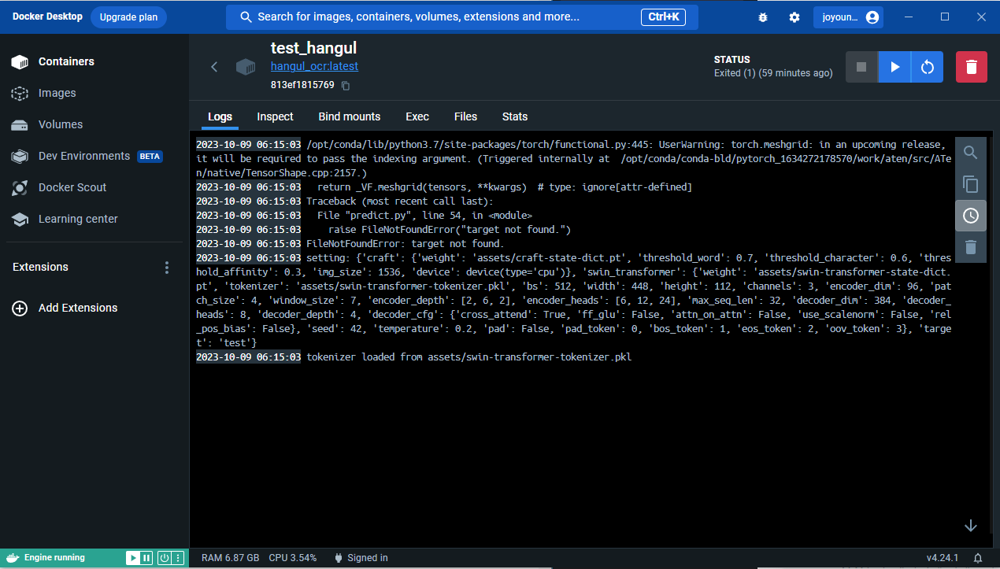 Docker Desktop
Upgrade plan
Search for images, containers, volumes, extensions and more...
Ctrl+K
joyoun...
Containers
Images
Volumes
Dev Environments BETA
Docker Scout
Learning center
Extensions
Add Extensions
test_hangul
hangul_ocr:latest
813ef1815769
STATUS
Exited (1) (59 minutes ago)
Logs Inspect Bind mounts Exec Files Stats
2023-10-09 06:15:03 /opt/conda/lib/python3.7/site-packages/torch/functional.py:445: UserWarning: torch.meshgrid: in an upcoming release,
it will be required to pass the indexing argument. (Triggered internally at  /opt/conda/conda-bld/pytorch_1634272178570/work/aten/src/ATe
n/native/TensorShape.cpp:2157.)
2023-10-09 06:15:03   return _VF.meshgrid(tensors, **kwargs)  # type: ignore[attr-defined]
2023-10-09 06:15:03 Traceback (most recent call last):
2023-10-09 06:15:03   File "predict.py", line 54, in <module>
2023-10-09 06:15:03     raise FileNotFoundError("target not found.")
2023-10-09 06:15:03 FileNotFoundError: target not found.
2023-10-09 06:15:03 setting: {'craft': {'weight': 'assets/craft-state-dict.pt', 'threshold_word': 0.7, 'threshold_character': 0.6, 'thres
hold_affinity': 0.3, 'img_size': 1536, 'device': device(type='cpu')}, 'swin_transformer': {'weight': 'assets/swin-transformer-state-dict.
pt', 'tokenizer': 'assets/swin-transformer-tokenizer.pkl', 'bs': 512, 'width': 448, 'height': 112, 'channels': 3, 'encoder_dim': 96, 'pat
ch_size': 4, 'window_size': 7, 'encoder_depth': [2, 6, 2], 'encoder_heads': [6, 12, 24], 'max_seq_len': 32, 'decoder_dim': 384, 'decoder_
heads': 8, 'decoder_depth': 4, 'decoder_cfg': {'cross_attend': True, 'ff_glu': False, 'attn_on_attn': False, 'use_scalenorm': False, 'rel
_pos_bias': False}, 'seed': 42, 'temperature': 0.2, 'pad': False, 'pad_token': 0, 'bos_token': 1, 'eos_token': 2, 'oov_token': 3}, 'targe
t': 'test'}
2023-10-09 06:15:03 tokenizer loaded from assets/swin-transformer-tokenizer.pkl
Engine running
RAM 6.87 GB CPU 3.54% Signed in
v4.24.1